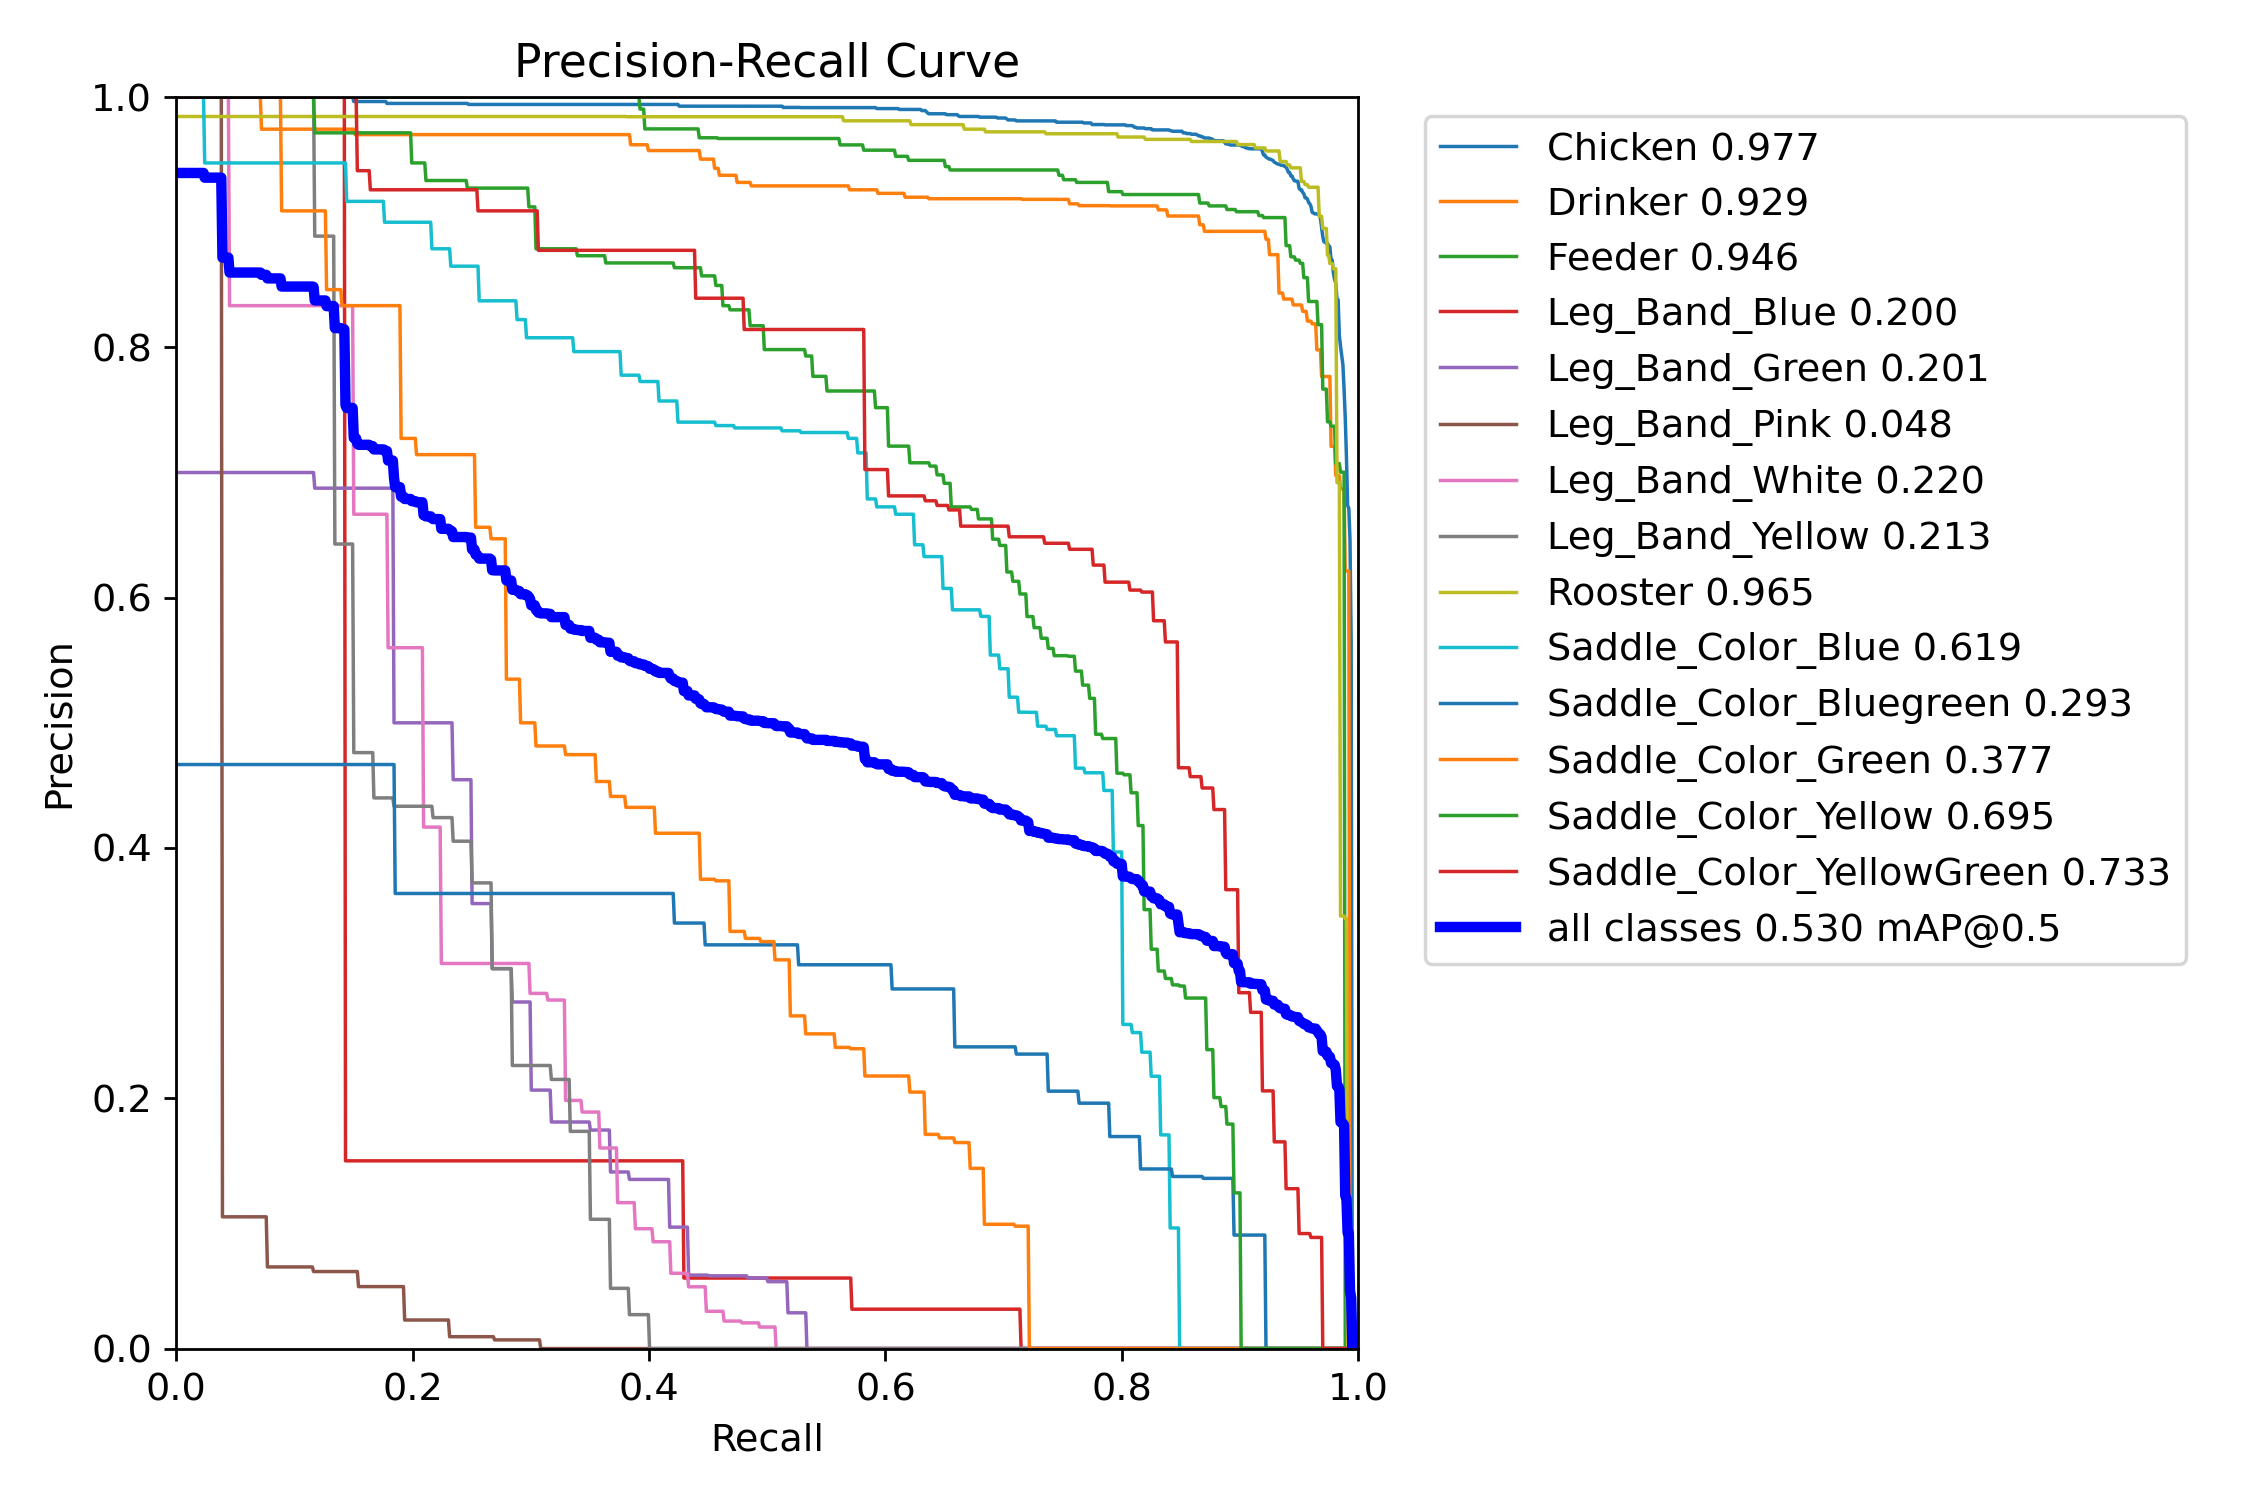 Precision-Recall Curve
1.0
0.8
0.6
0.4
0.2
0.0
Precision
0.0 0.2 0.4 0.6 0.8 1.0
Recall
Chicken 0.977
Drinker 0.929
Feeder 0.946
Leg_Band_Blue 0.200
Leg_Band_Green 0.201
Leg_Band_Pink 0.048
Leg_Band_White 0.220
Leg_Band_Yellow 0.213
Rooster 0.965
Saddle_Color_Blue 0.619
Saddle_Color_Bluegreen 0.293
Saddle_Color_Green 0.377
Saddle_Color_Yellow 0.695
Saddle_Color_YellowGreen 0.733
all classes 0.530 mAP@0.5